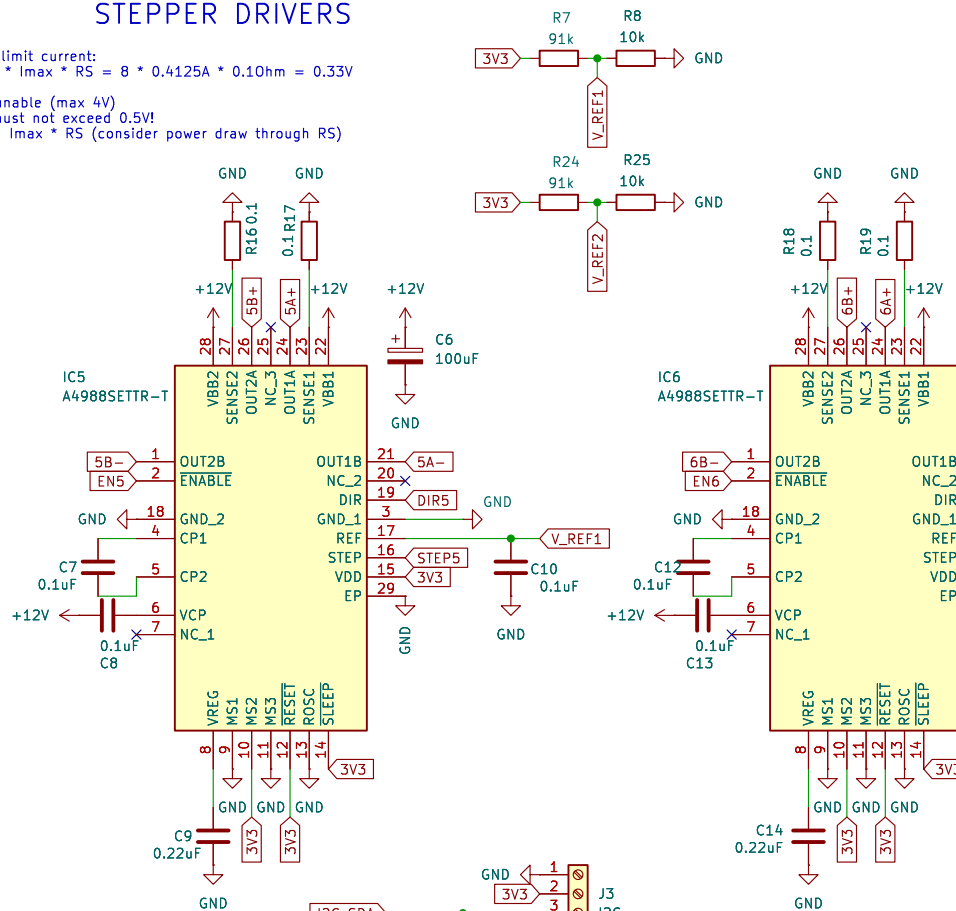 STEPPER DRIVERS
limit current:
* Imax * RS = 8 * 0.4125A * 0.1Ohm = 0.33V
(max 4V)
must not exceed 0.5V!
Imax * RS (consider power draw through RS)
R7
91k
R8
10k
3V3
GND
V_REF1
R24
91k
R25
10k
3V3
GND
V_REF2
GND
GND
R16 0.1
0.1 R17
+12V
5B+
5A+
+12V
+12V
28 27 26 25 24 23 22
C6
100uF
GND
IC5
A4988SETTR-T
VBB2
SENSE2
OUT2A
NC_3
OUT1A
SENSE1
VBB1
5B- 1 OUT2B
EN5 2 ENABLE
GND 18 GND_2
4 CP1
C7
0.1uF
5 CP2
+12V 6 VCP
7 NC_1
0.1uF
C8
OUT1B 21 5A-
NC_2 20
DIR 19 DIR5
GND_1 3 GND
REF 17 V_REF1
STEP 16 STEP5
VDD 15 3V3
EP 29
GND
C10
0.1uF
GND
VREG
MS1
MS2
MS3
RESET
ROSC
SLEEP
8 9 10 11 12 13 14
3V3
GND GND GND
3V3
3V3
C9
0.22uF
GND
GND
GND
R18
0.1
R19
0.1
+12V
6B+
6A+
+12V
28 27 26 25 24 23 22
IC6
A4988SETTR-T
VBB2
SENSE2
OUT2A
NC_3
OUT1A
SENSE1
VBB1
6B- 1 OUT2B
EN6 2 ENABLE
GND 18 GND_2
4 CP1
C12
0.1uF
5 CP2
+12V 6 VCP
7 NC_1
0.1uF
C13
OUT1B
NC_2
DIR
GND_1
REF
STEP
VDD
EP
VREG
MS1
MS2
MS3
RESET
ROSC
SLEEP
8 9 10 11 12 13 14
3V3
GND GND GND
3V3
3V3
C14
0.22uF
GND
GND 1
3V3 2
3
J3